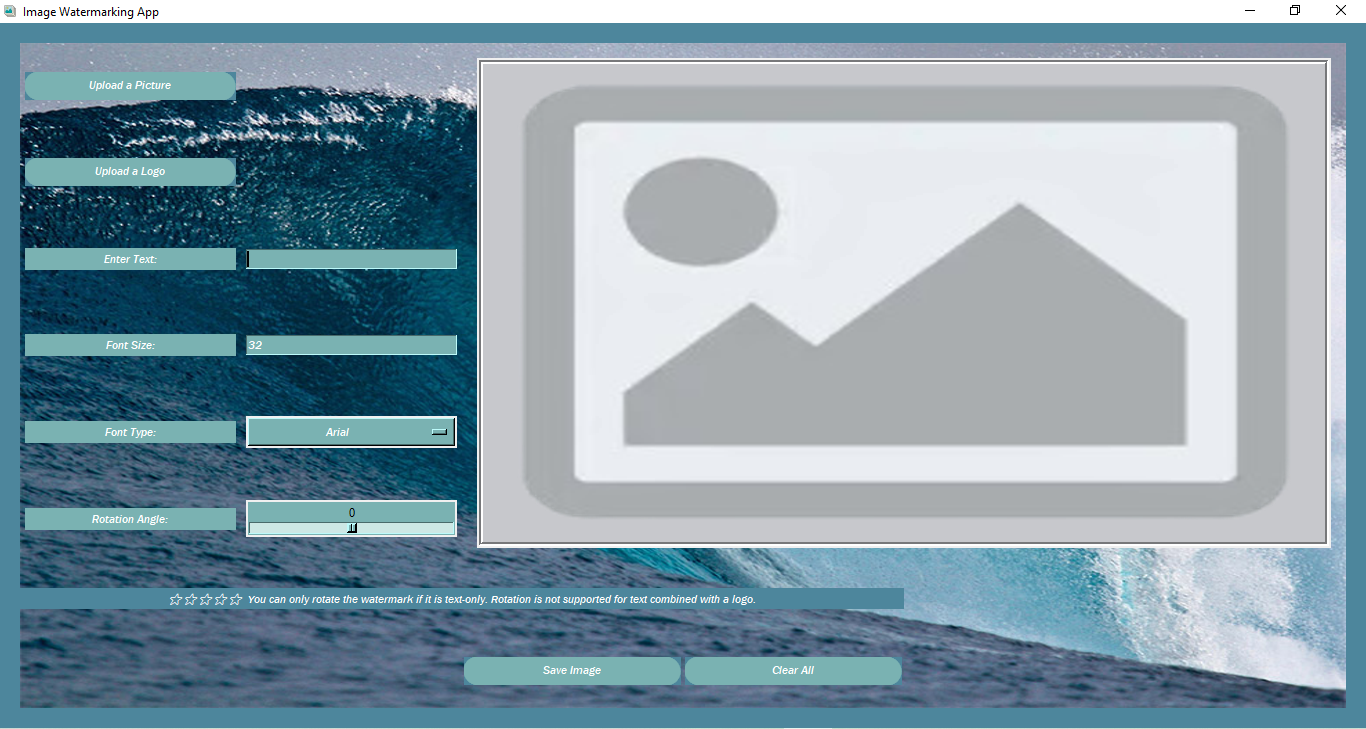 Image Watermarking App
Upload a Picture
Upload a Logo
Enter Text:
Font Size: 32
Font Type: Arial
0
Rotation Angle:
☆☆☆☆☆ You can only rotate the watermark if it is text-only. Rotation is not supported for text combined with a logo.
Save Image Clear All